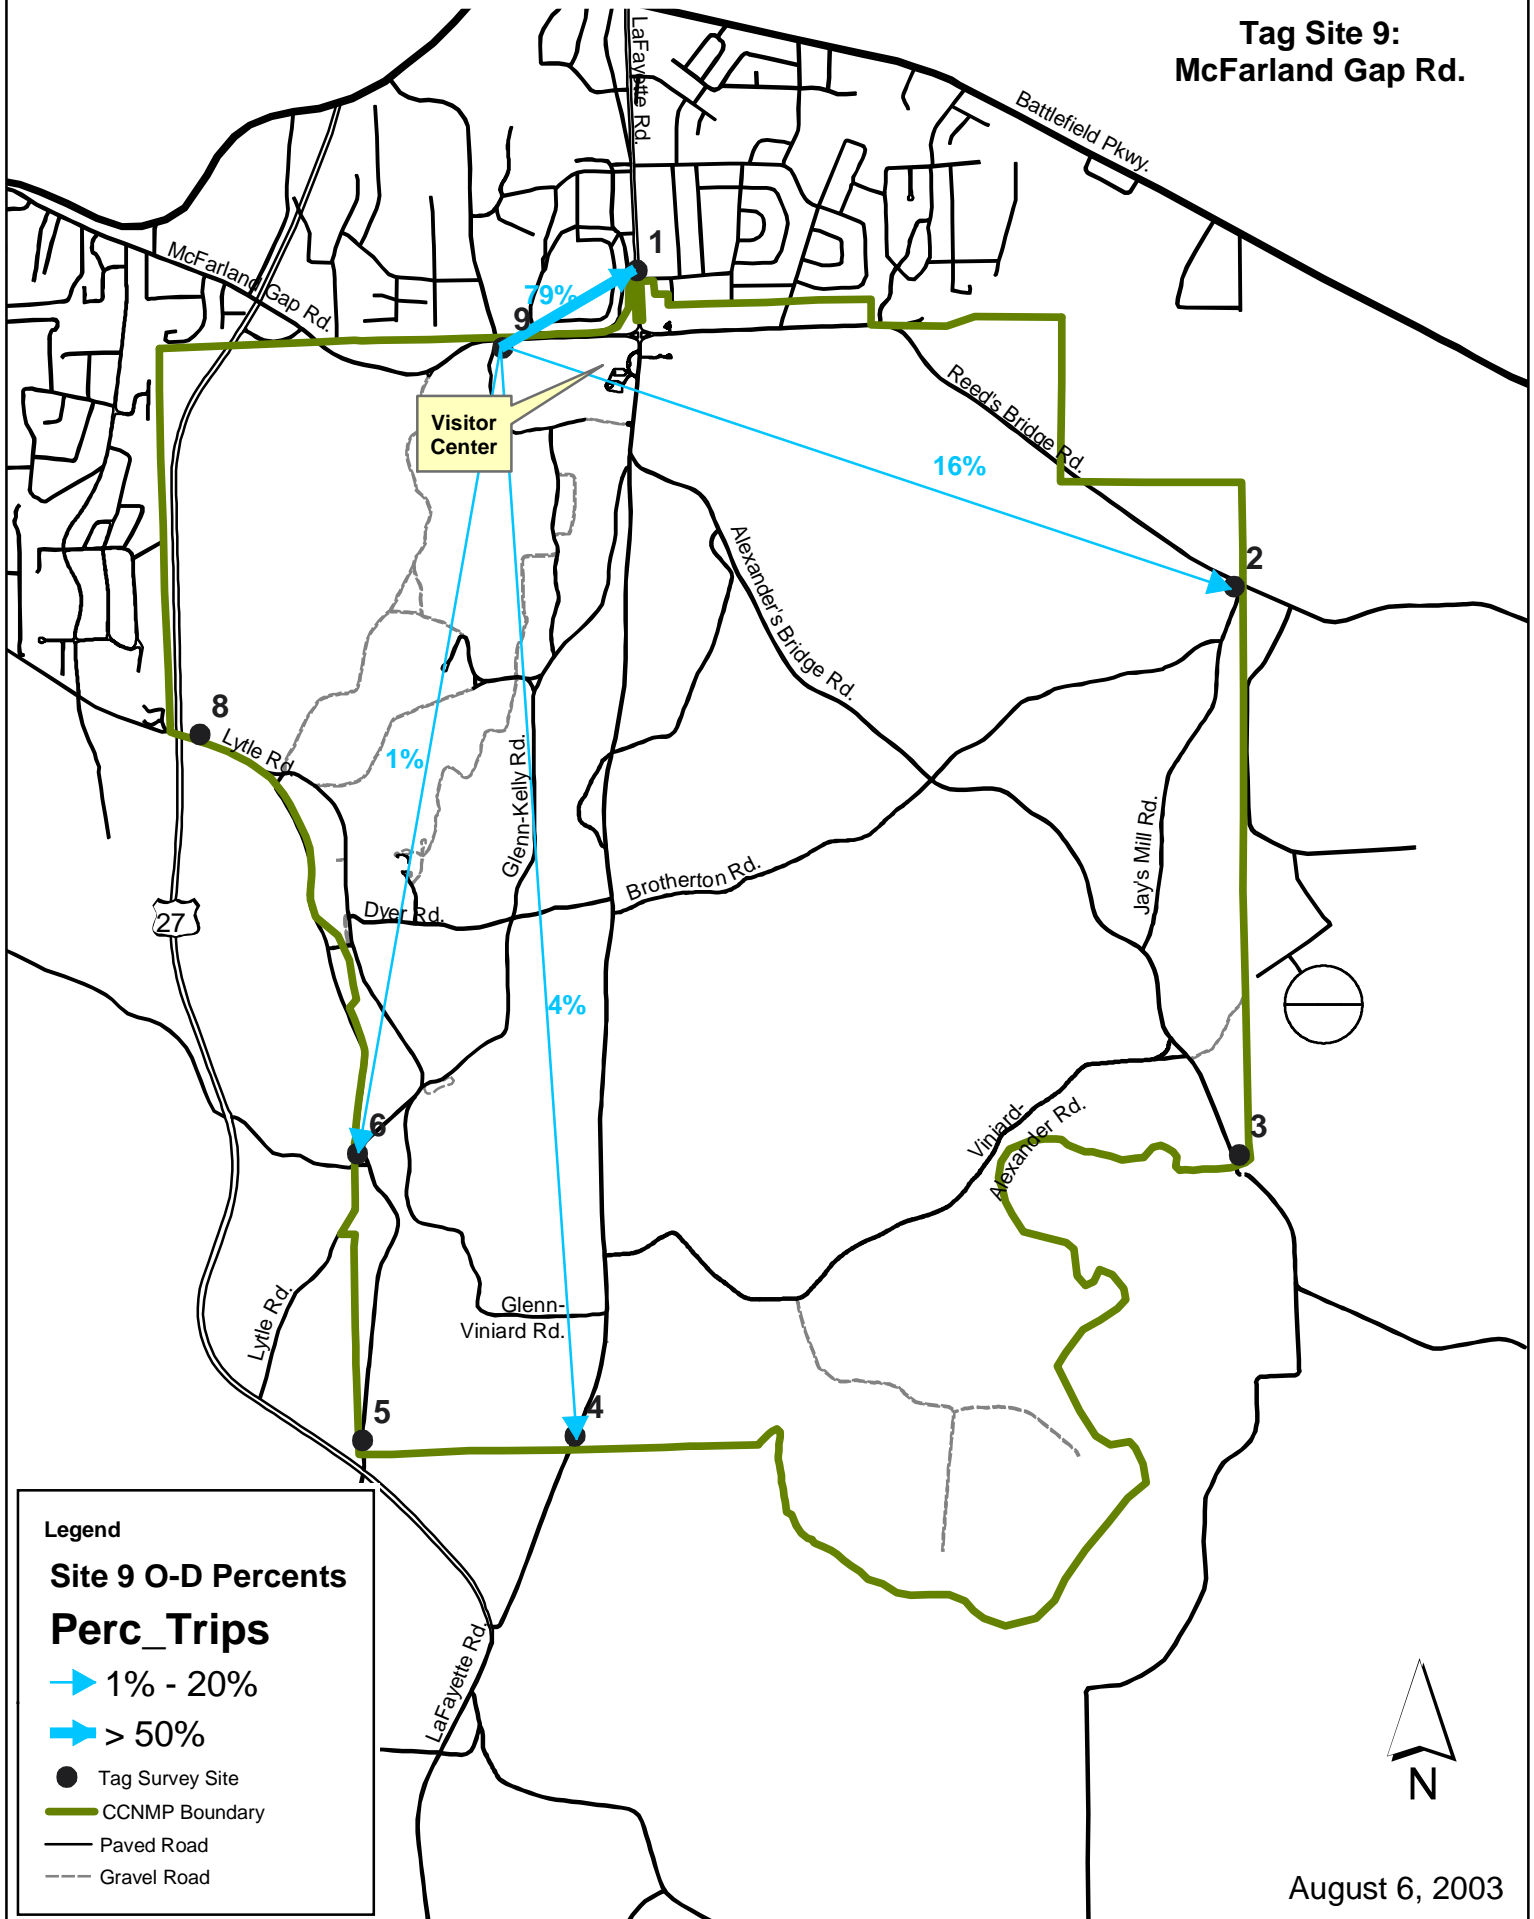 Tag Site 9:
McFarland Gap Rd.
LaFayette Rd.
Battlefield Pkwy.
1
McFarland Gap Rd.
79%
9
Visitor
Center
Reed's Bridge Rd.
16%
2
Alexander's Bridge Rd.
8
Lytle Rd.
1%
Glenn-Kelly Rd.
Jay's Mill Rd.
Brotherton Rd.
Dyer Rd.
27
4%
6
Viniard-
Alexander Rd.
3
Lytle Rd.
Glenn-
Viniard Rd.
5
4
Legend
Site 9 O-D Percents
Perc_Trips
1% - 20%
> 50%
Tag Survey Site
CCNMP Boundary
Paved Road
Gravel Road
LaFayette Rd.
N
August 6, 2003